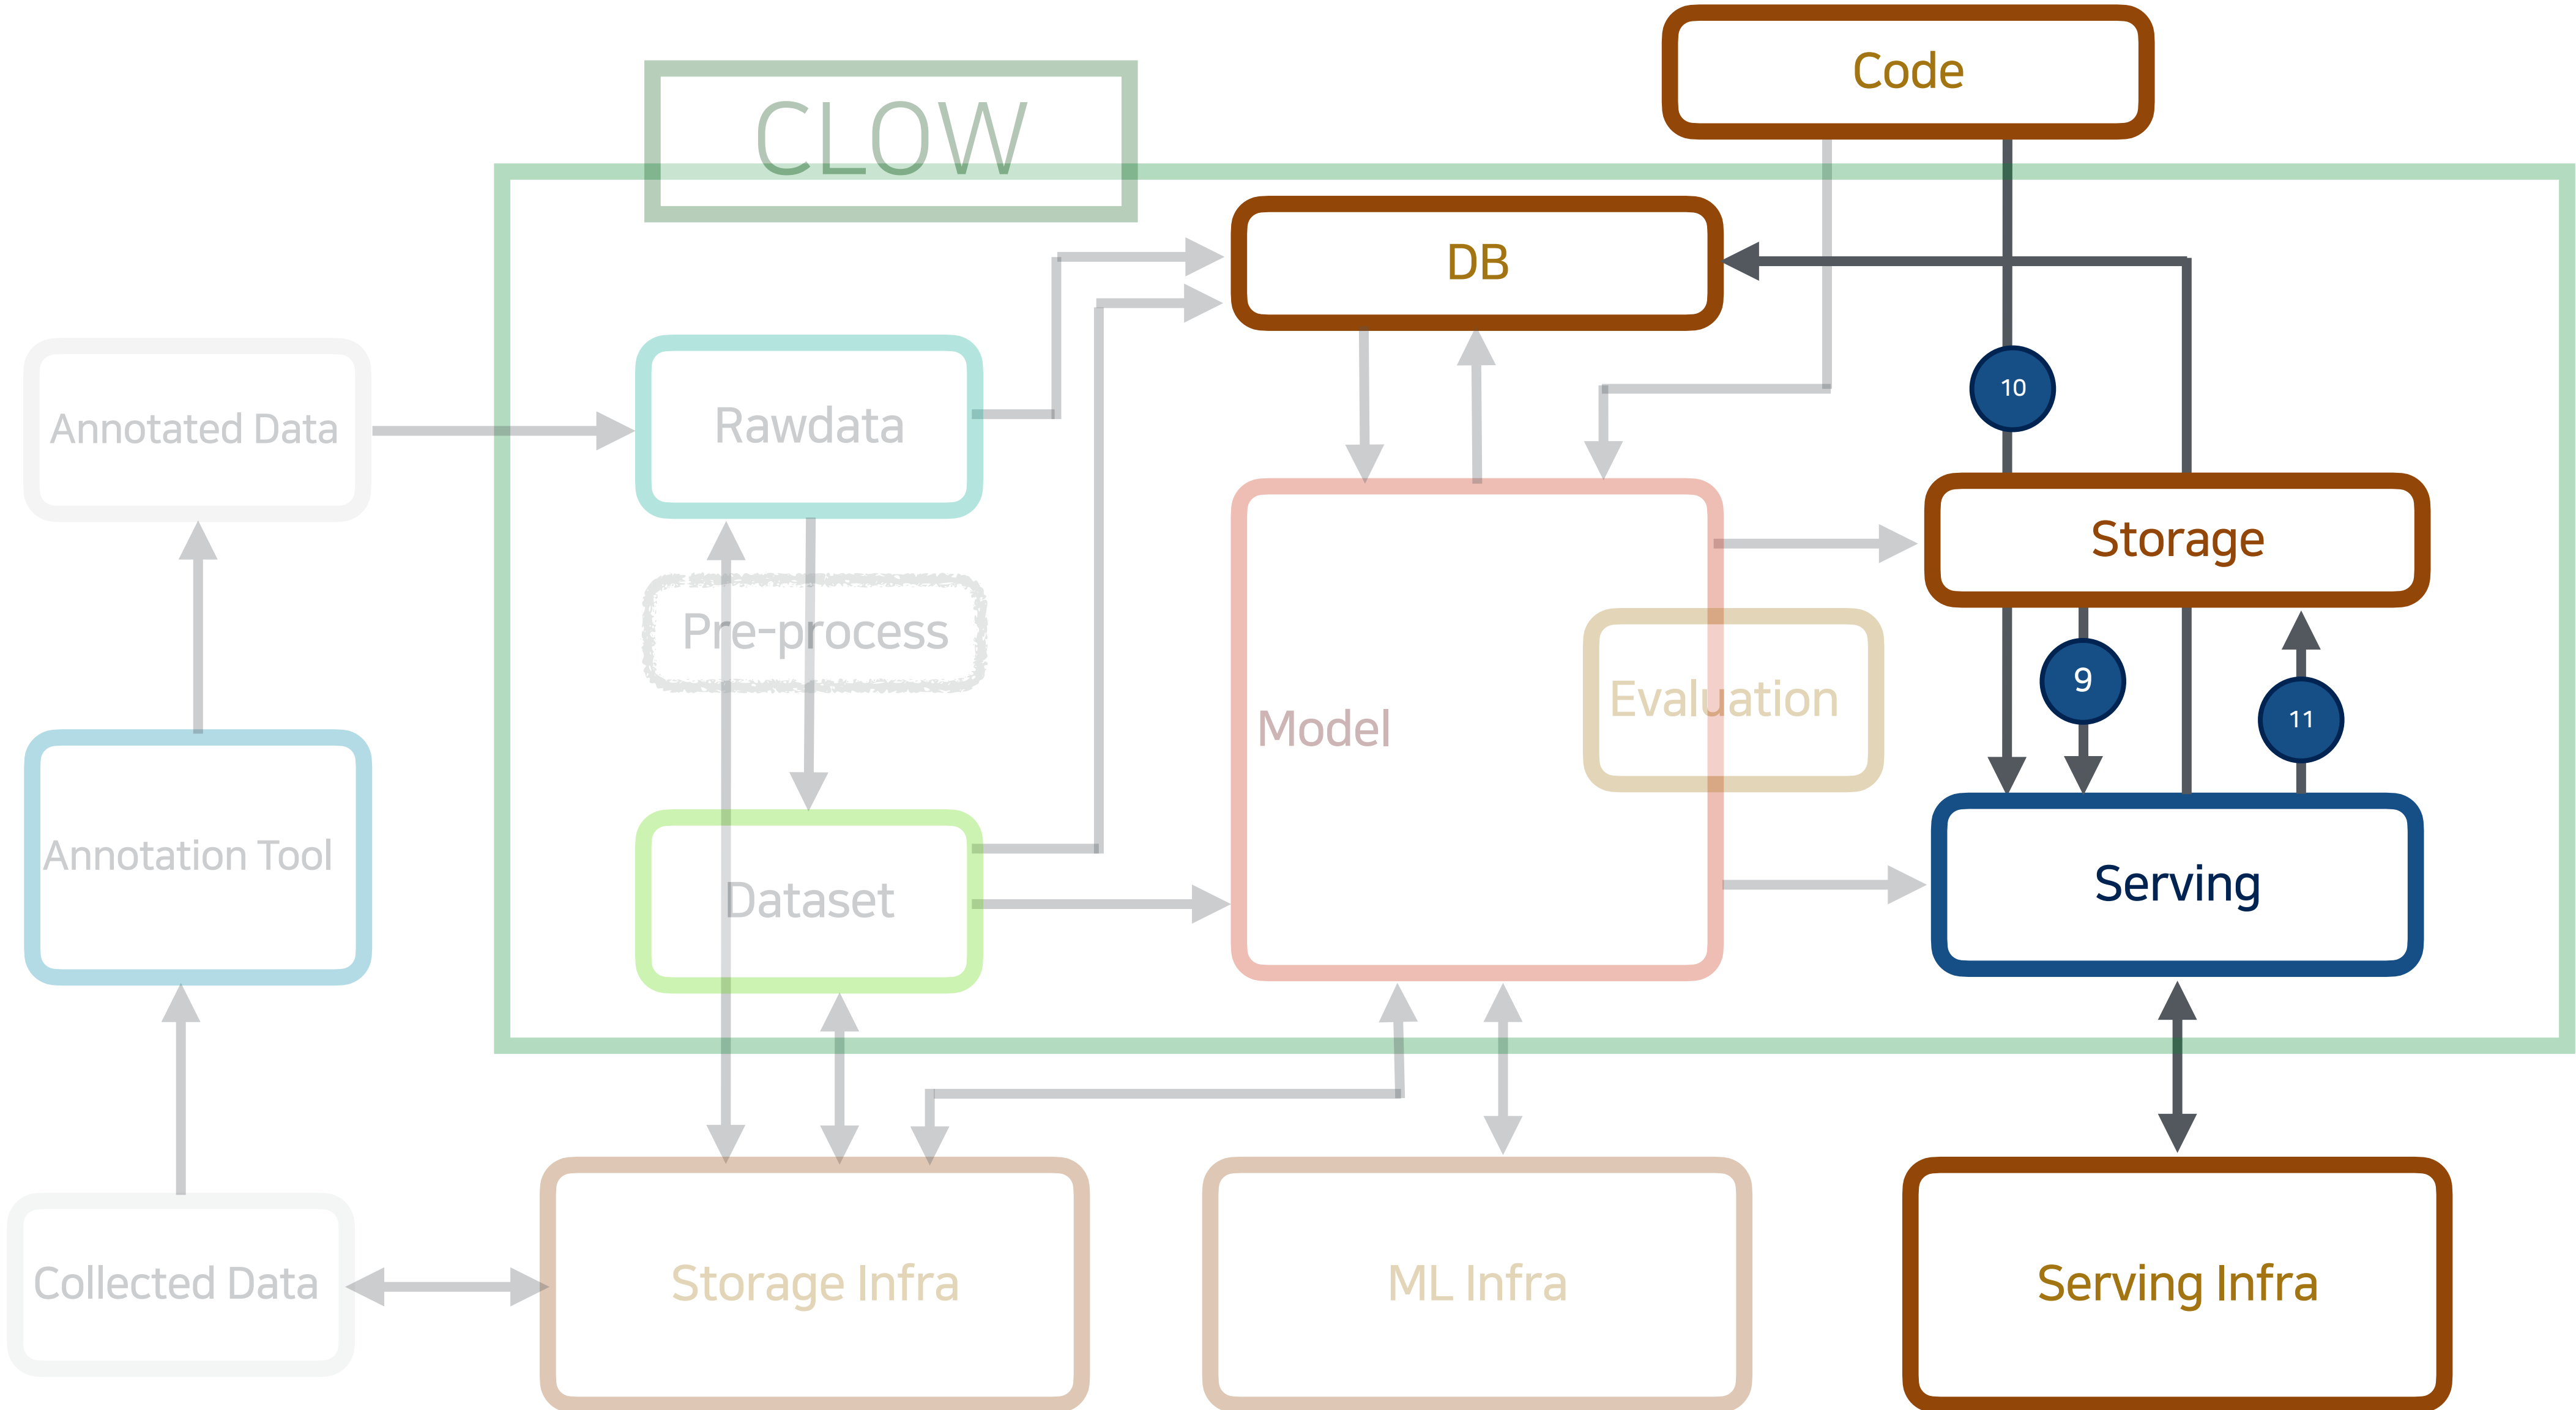 Code
CLOW
DB
10
Annotated Data
Rawdata
Storage
Pre-process
9
Evaluation
11
Model
Annotation Tool
Dataset
Serving
Collected Data
Storage Infra
ML Infra
Serving Infra